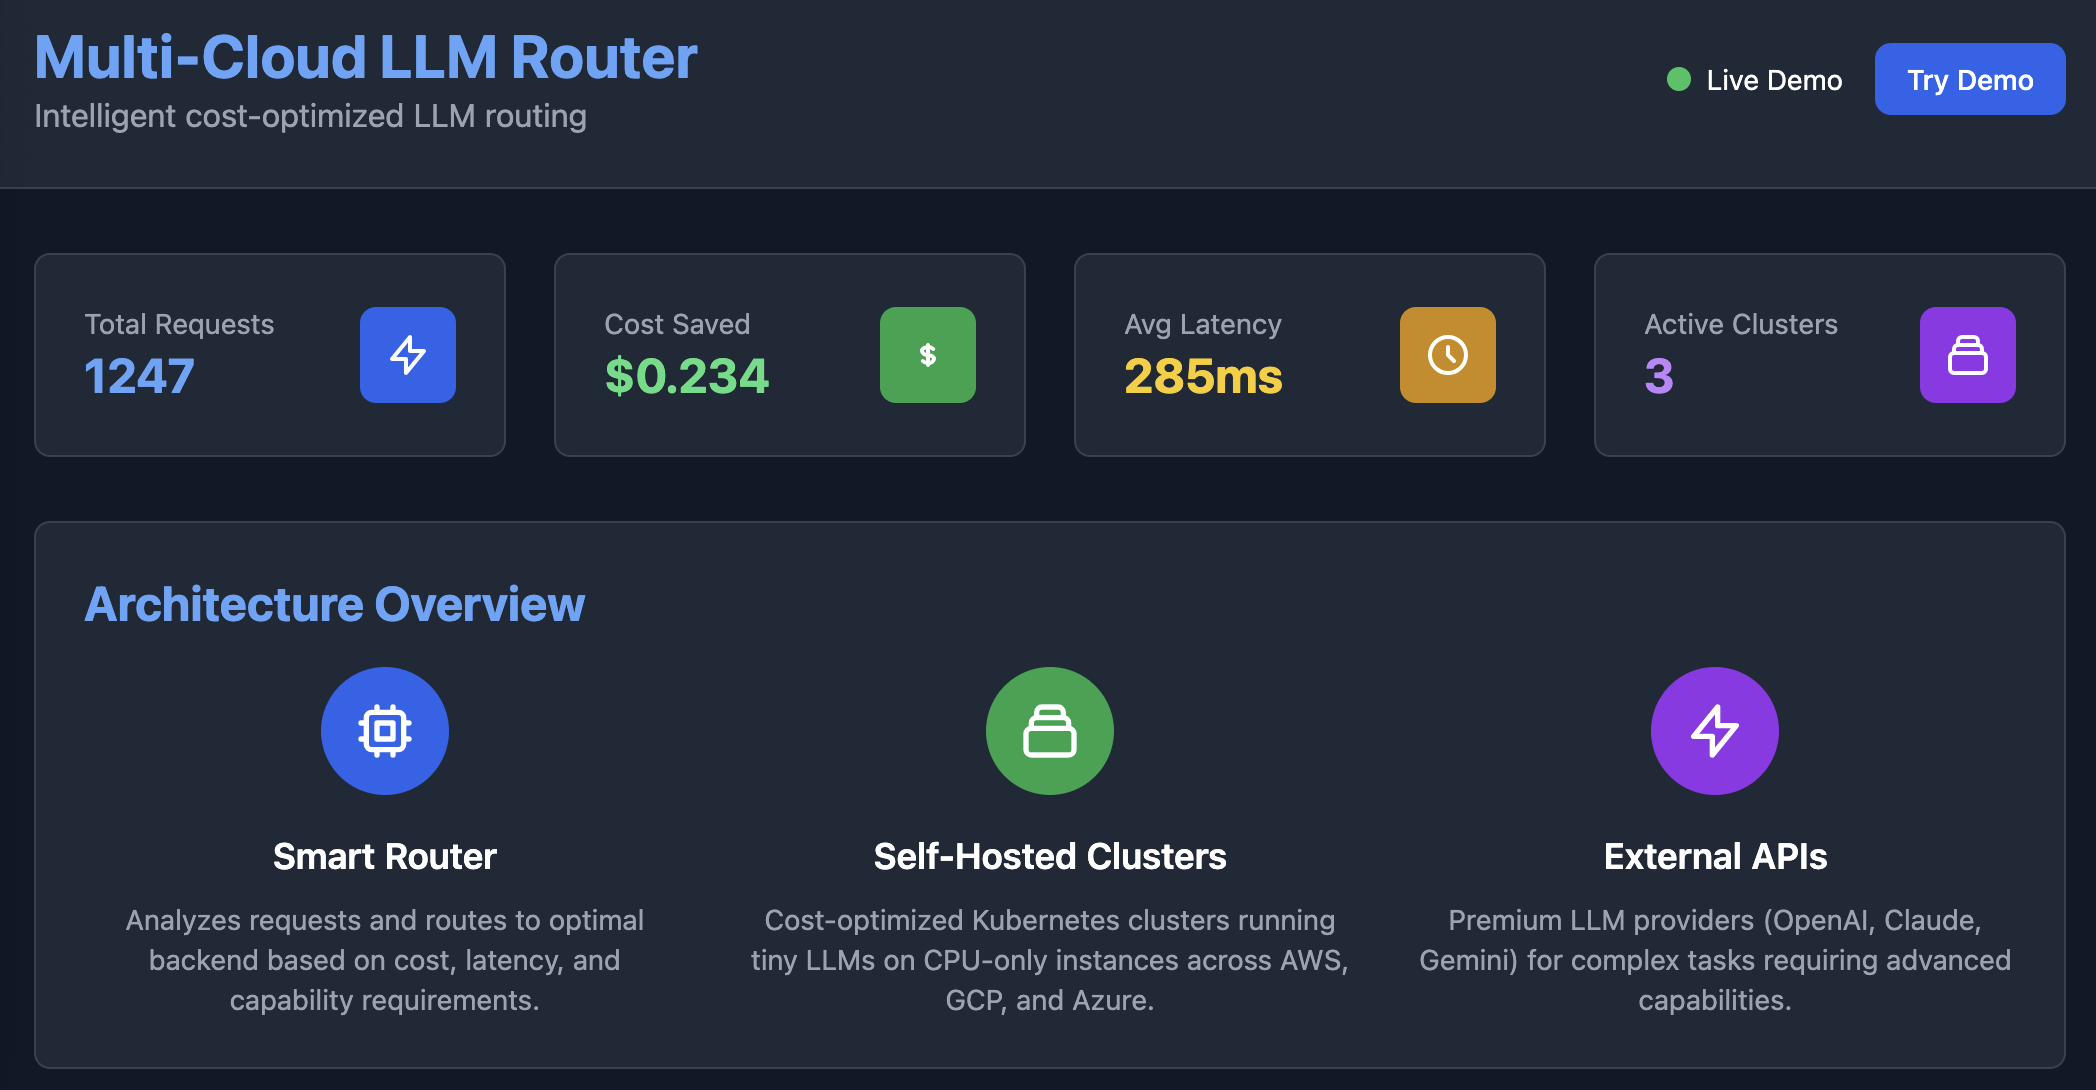 Multi-Cloud LLM Router
Intelligent cost-optimized LLM routing
Live Demo
Try Demo
Total Requests
1247
Cost Saved
$0.234
$
Avg Latency
285ms
Active Clusters
3
Architecture Overview
Smart Router
Analyzes requests and routes to optimal
backend based on cost, latency, and
capability requirements.
Self-Hosted Clusters
Cost-optimized Kubernetes clusters running
tiny LLMs on CPU-only instances across AWS,
GCP, and Azure.
External APIs
Premium LLM providers (OpenAI, Claude,
Gemini) for complex tasks requiring advanced
capabilities.